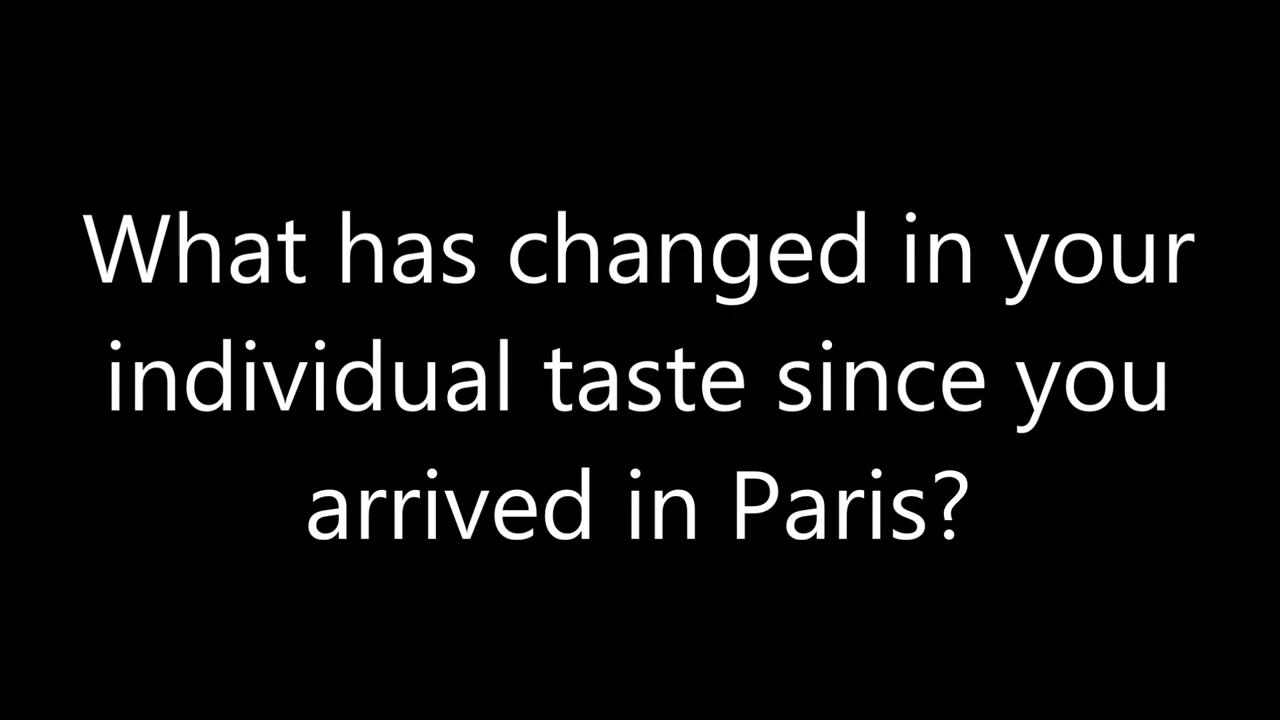 What has changed in your
individual taste since you
arrived in Paris?